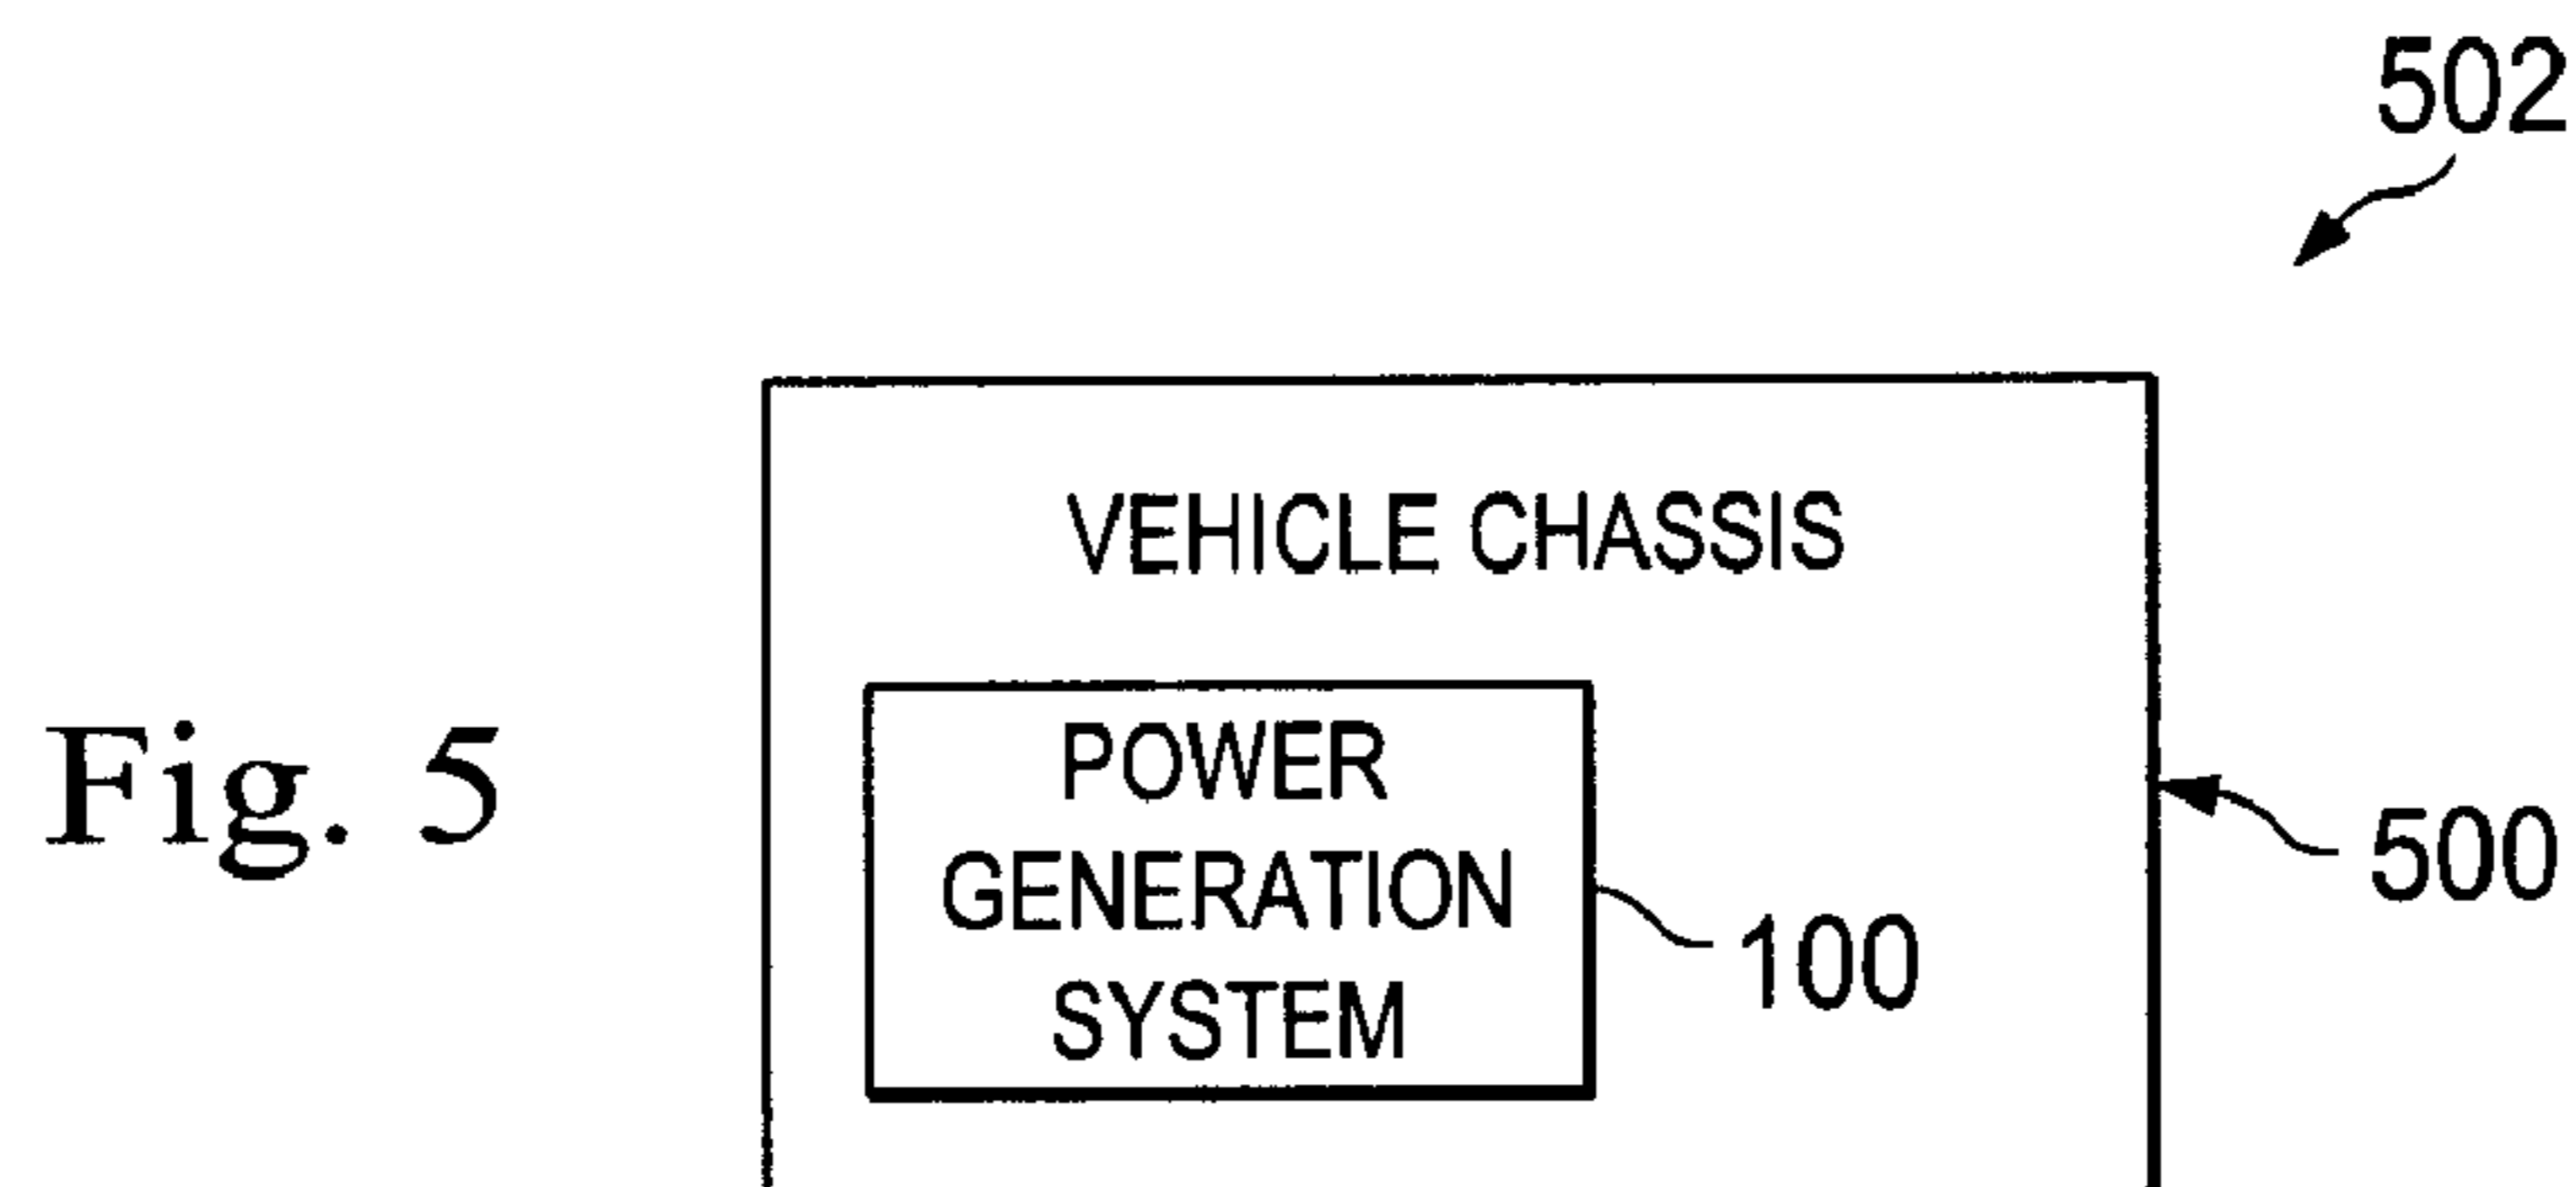 502
VEHICLE CHASSIS
POWER
GENERATION
SYSTEM
100
500
Fig. 5